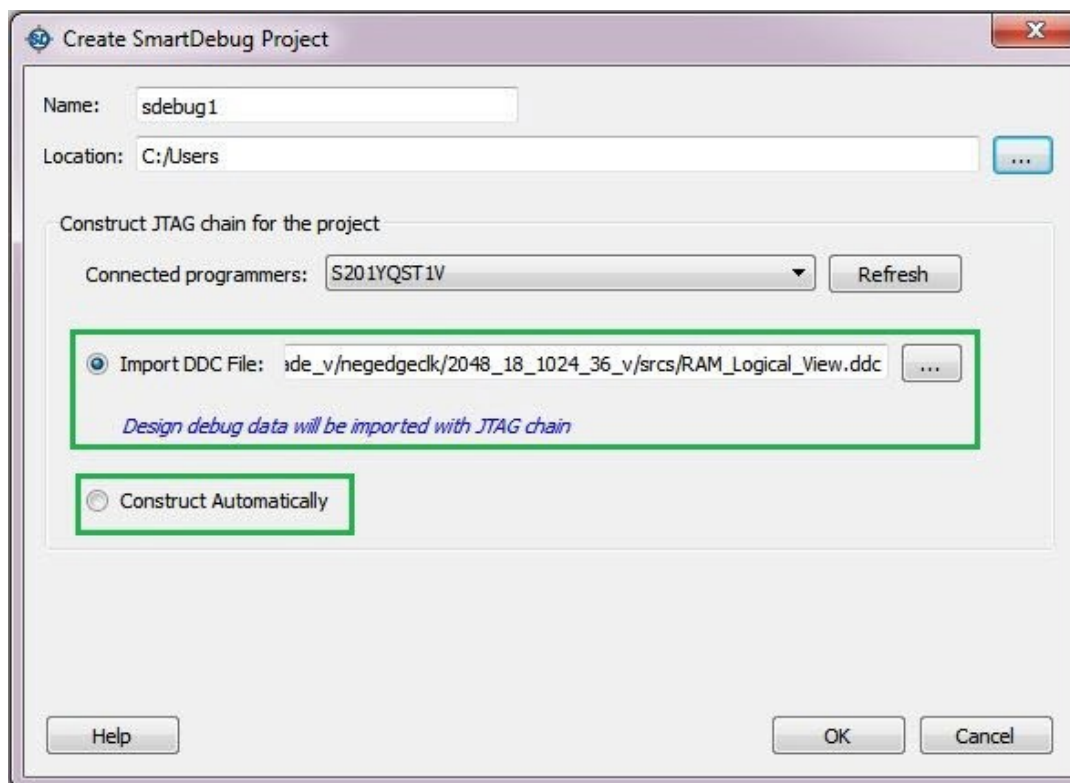 Create SmartDebug Project
Name: sdebug1
Location: C:/Users ...
Construct JTAG chain for the project
Connected programmers: S201YQST1V Refresh
Import DDC File: ade_v/negedgeclk/2048_18_1024_36_v/srcs/RAM_Logical_View.ddc ...
Design debug data will be imported with JTAG chain
Construct Automatically
Help OK Cancel